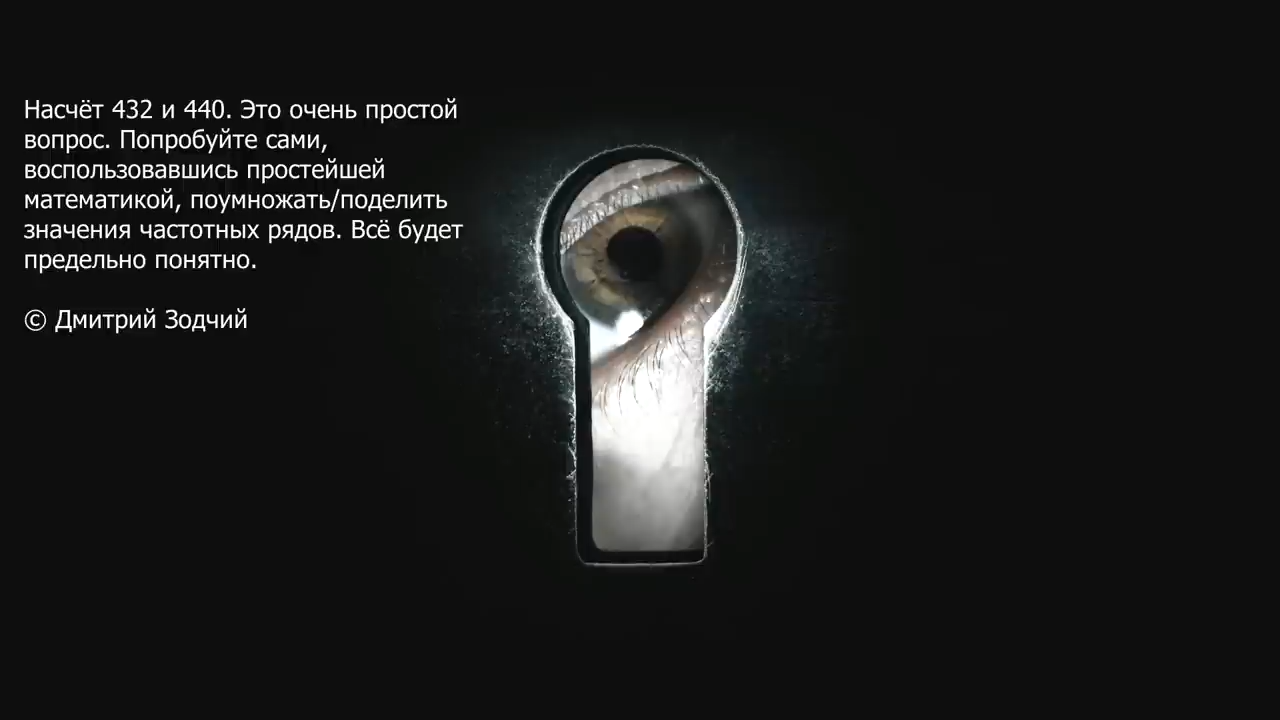 Насчёт 432 и 440. Это очень простой
вопрос. Попробуйте сами,
воспользовавшись простейшей
математикой, поумножать/поделить
значения частотных рядов. Всё будет
предельно понятно.
© Дмитрий Зодчий